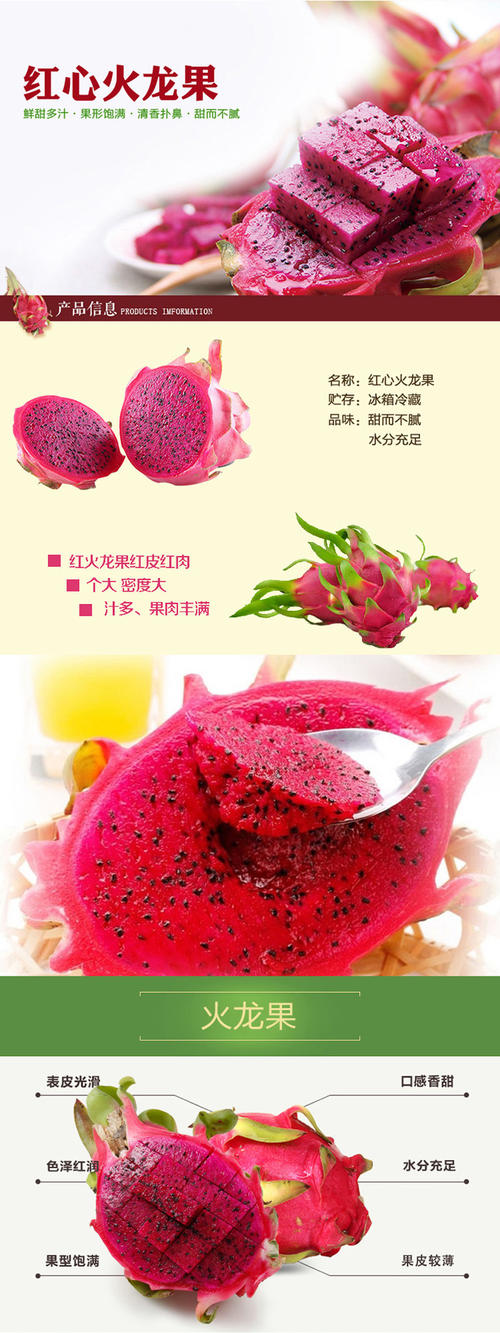 红心火龙果
鲜甜多汁·果形饱满·清香扑鼻·甜而不腻
产品信息 PRODUCTS IMFORMATION
名称：红心火龙果
贮存：冰箱冷藏
品味：甜而不腻
水分充足
红火龙果红皮红肉
个大 密度大
汁多、果肉丰满
火龙果
表皮光滑
口感香甜
色泽红润
水分充足
果型饱满
果皮较薄